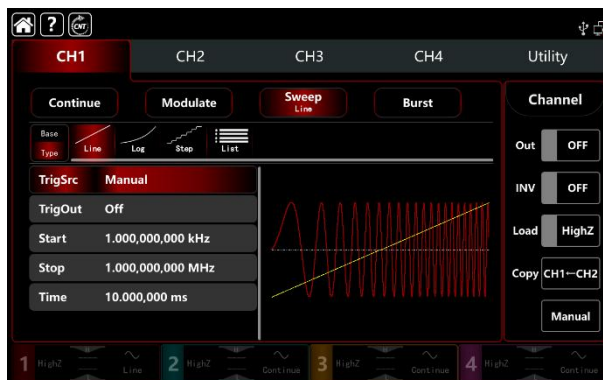 ? CNT
CH1 CH2 CH3 CH4 Utility
Continue Modulate Sweep Burst Channel
Line
Base
Type Line Log Step List
Out OFF
TrigSrc Manual
INV OFF
TrigOut Off
Load HighZ
Start 1.000,000,000 kHz
Stop 1.000,000,000 MHz
Copy CH1←CH2
Time 10.000,000 ms
Manual
1 HighZ Line 2 HighZ Continue 3 HighZ Continue 4 HighZ Continue